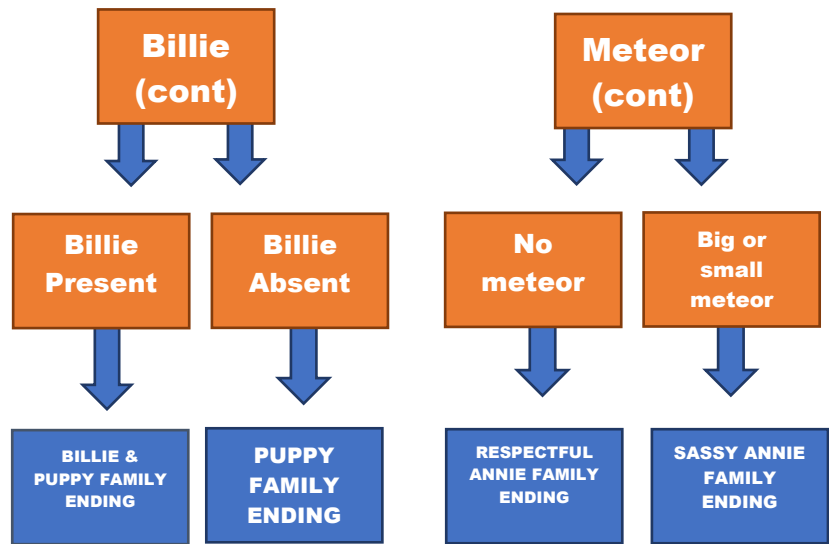 Billie
(cont)
Meteor
(cont)
Billie
Present
Billie
Absent
No
meteor
Big or
small
meteor
BILLIE &
PUPPY FAMILY
ENDING
PUPPY
FAMILY
ENDING
RESPECTFUL
ANNIE FAMILY
ENDING
SASSY ANNIE
FAMILY
ENDING